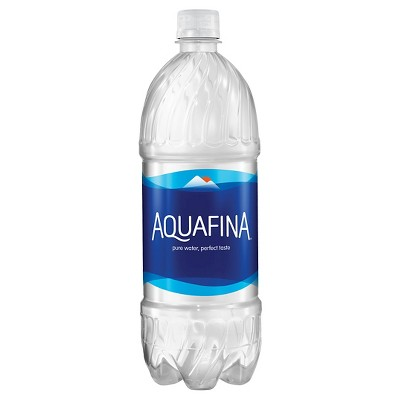 AQUAFINA
pure water, perfect taste